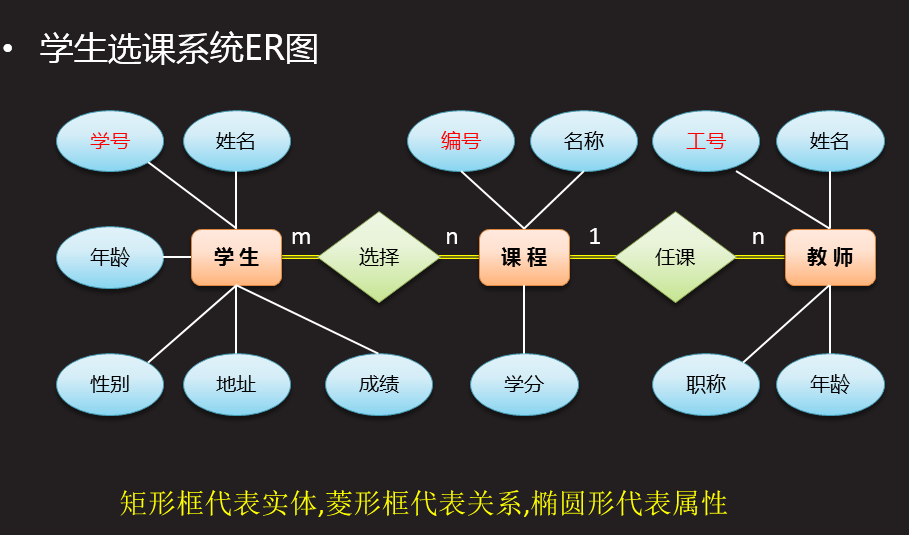 • 学生选课系统ER图
学号 姓名 编号 名称 工号 姓名
年龄 学生 m 选择 n 课程 1 任课 n 教师
性别 地址 成绩 学分 职称 年龄
矩形框代表实体,菱形框代表关系,椭圆形代表属性